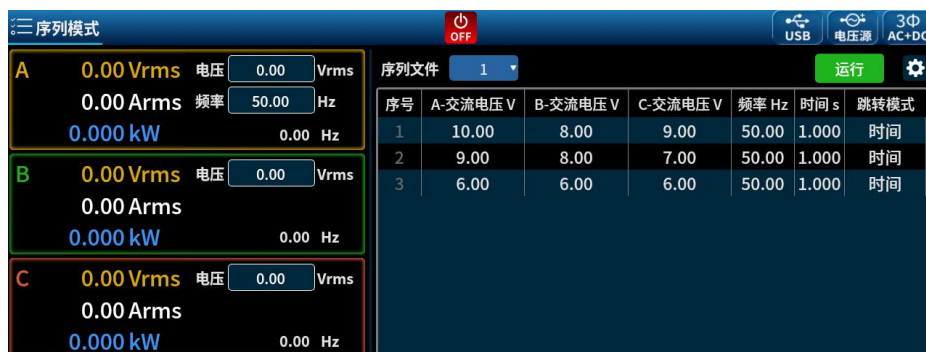 序列模式
OFF
USB
电压源
3Φ
AC+DC
A
0.00 Vrms 电压 0.00 Vrms
0.00 Arms 频率 50.00 Hz
0.000 kW 0.00 Hz
B
0.00 Vrms 电压 0.00 Vrms
0.00 Arms
0.000 kW 0.00 Hz
C
0.00 Vrms 电压 0.00 Vrms
0.00 Arms
0.000 kW 0.00 Hz
序列文件 1 运行
序号 A-交流电压 V B-交流电压 V C-交流电压 V 频率 Hz 时间 s 跳转模式
1 10.00 8.00 9.00 50.00 1.000 时间
2 9.00 8.00 7.00 50.00 1.000 时间
3 6.00 6.00 6.00 50.00 1.000 时间